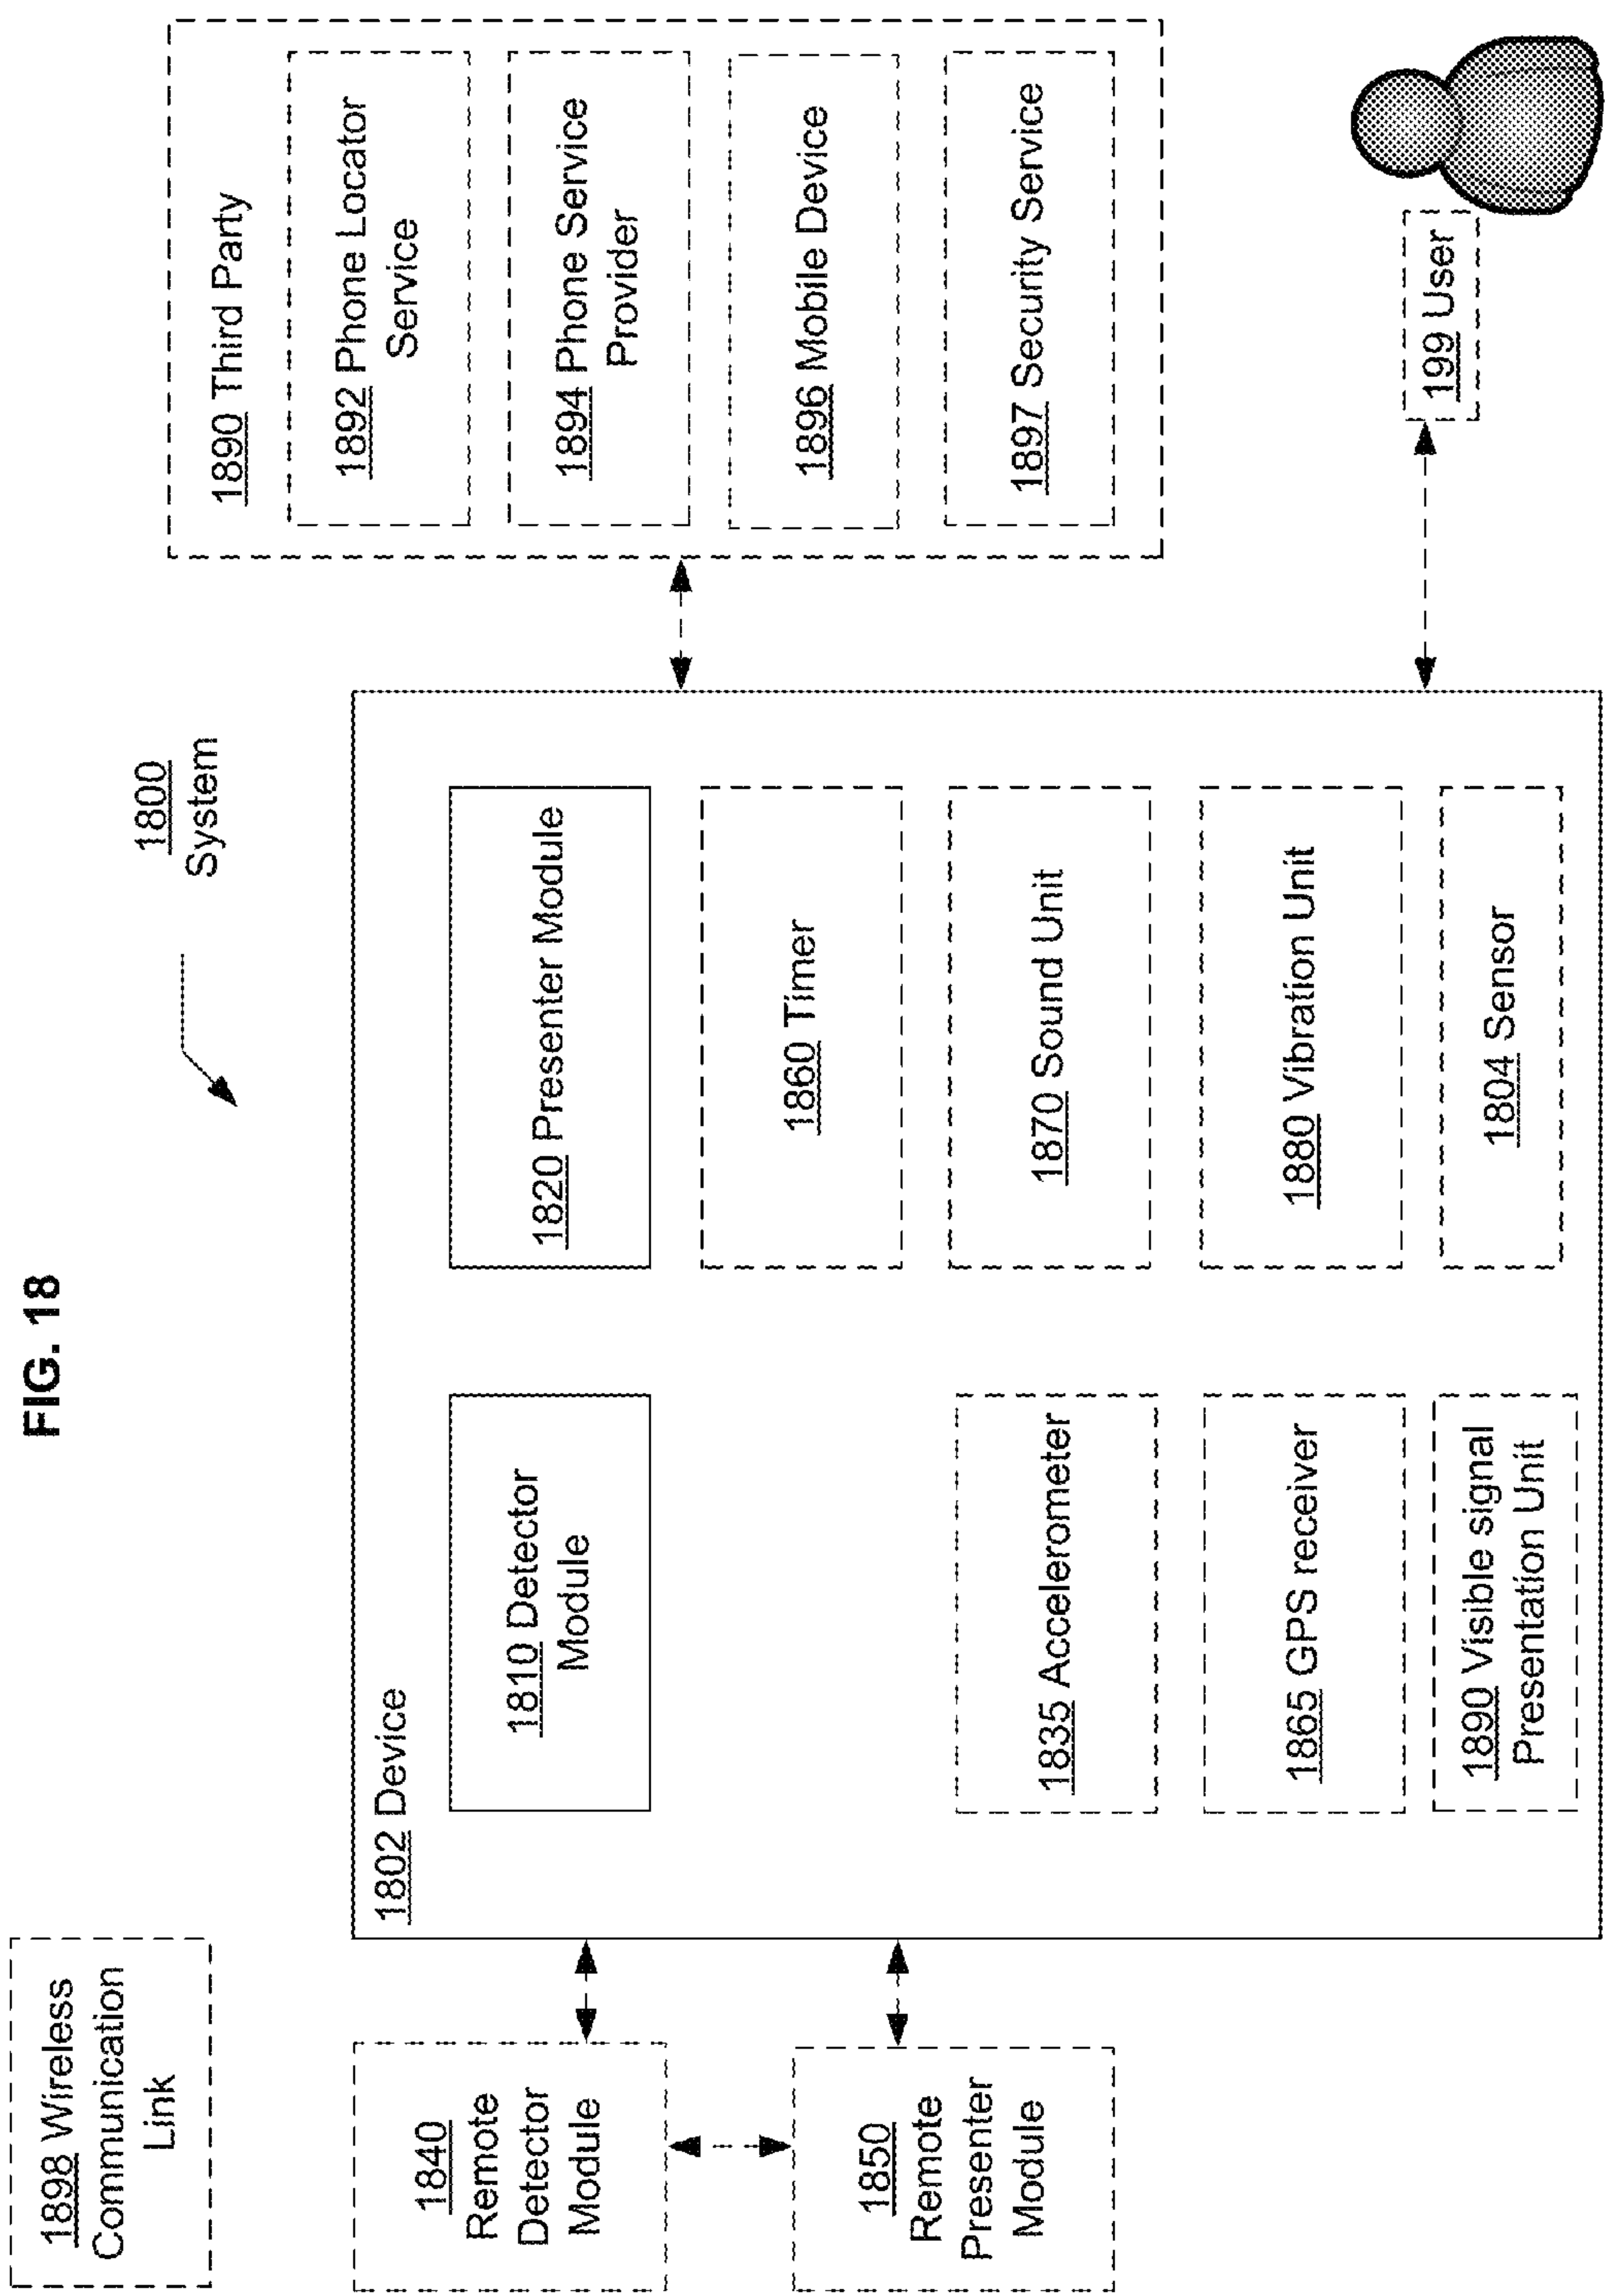 FIG. 18
1800
System
1898 Wireless
Communication
Link
1802 Device
1810 Detector
Module
1820 Presenter Module
1860 Timer
1835 Accelerometer
1870 Sound Unit
1865 GPS receiver
1880 Vibration Unit
1890 Visible signal
Presentation Unit
1804 Sensor
1840
Remote
Detector
Module
1850
Remote
Presenter
Module
1890 Third Party
1892 Phone Locator
Service
1894 Phone Service
Provider
1896 Mobile Device
1897 Security Service
199 User